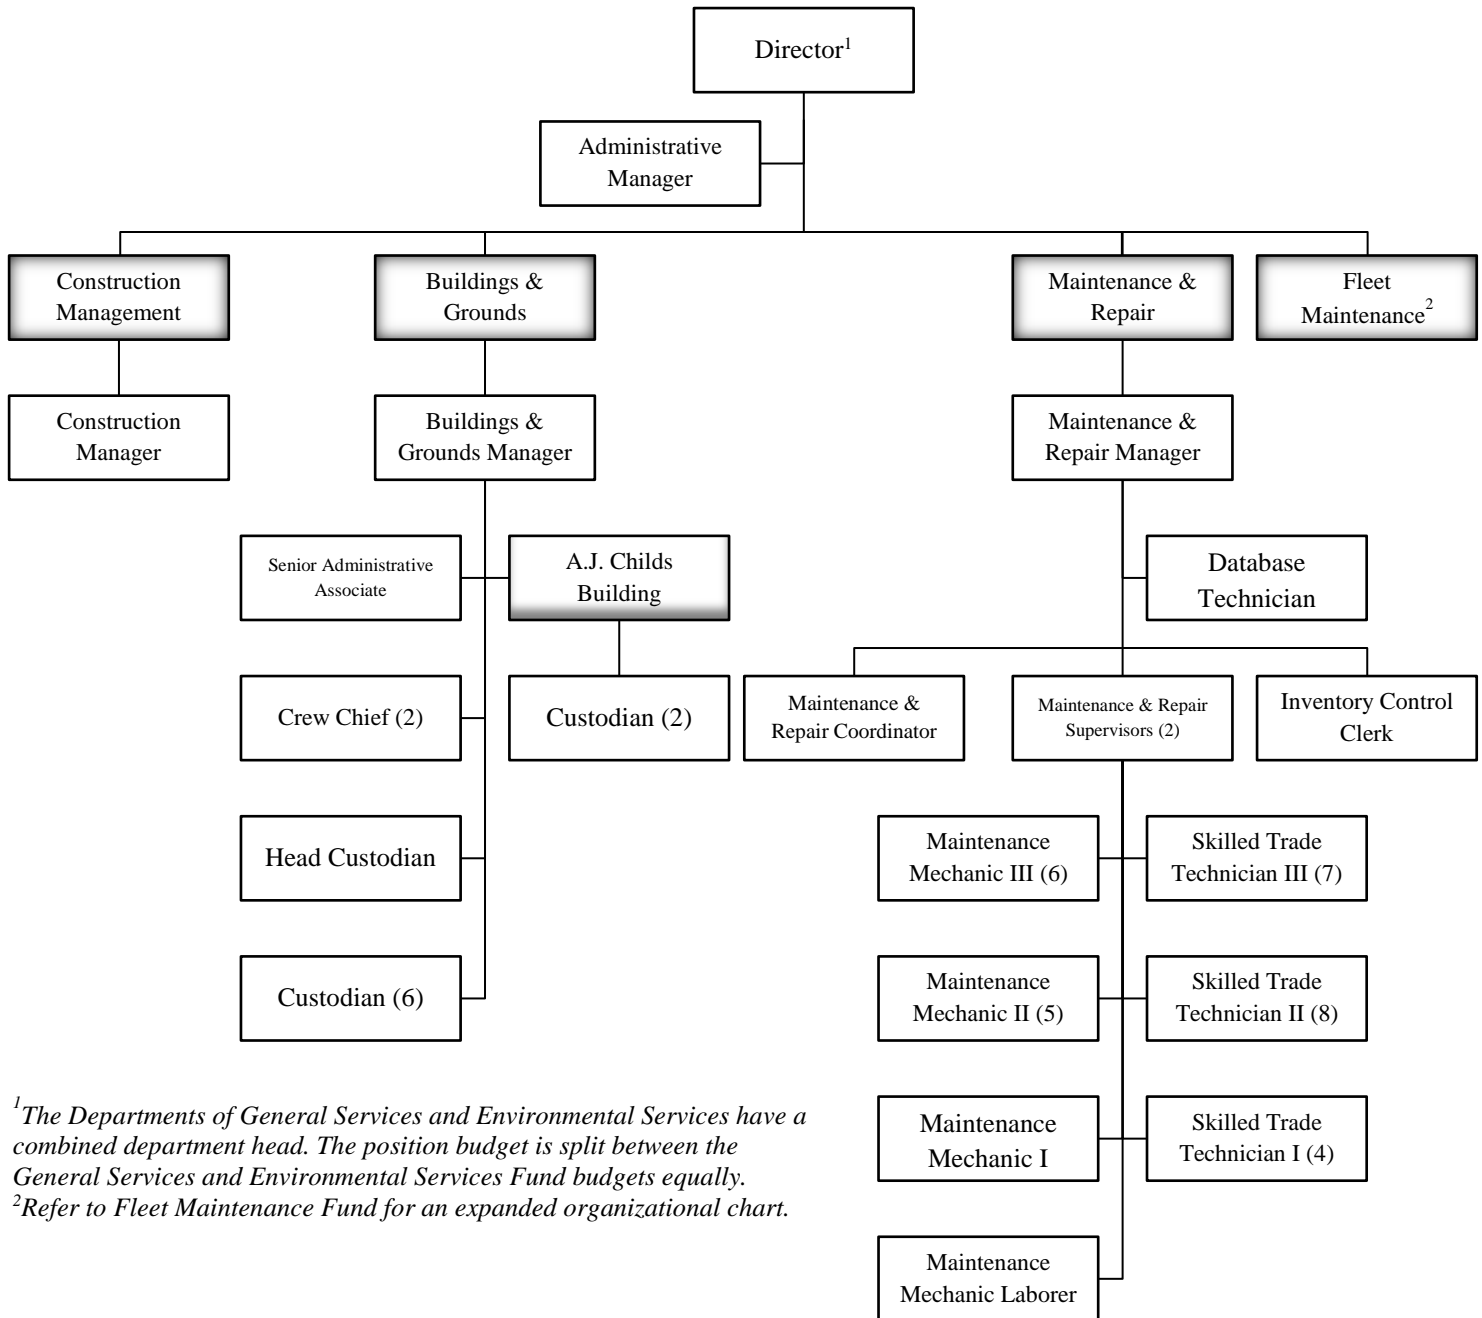 Director1
Administrative
Manager
Construction
Management
Buildings &
Grounds
Maintenance &
Repair
Fleet
Maintenance2
Construction
Manager
Buildings &
Grounds Manager
Maintenance &
Repair Manager
Senior Administrative
Associate
A.J. Childs
Building
Database
Technician
Crew Chief (2)
Custodian (2)
Maintenance &
Repair Coordinator
Maintenance & Repair
Supervisors (2)
Inventory Control
Clerk
Head Custodian
Maintenance
Mechanic III (6)
Skilled Trade
Technician III (7)
Custodian (6)
Maintenance
Mechanic II (5)
Skilled Trade
Technician II (8)
Maintenance
Mechanic I
Skilled Trade
Technician I (4)
Maintenance
Mechanic Laborer
1The Departments of General Services and Environmental Services have a
combined department head. The position budget is split between the
General Services and Environmental Services Fund budgets equally.
2Refer to Fleet Maintenance Fund for an expanded organizational chart.